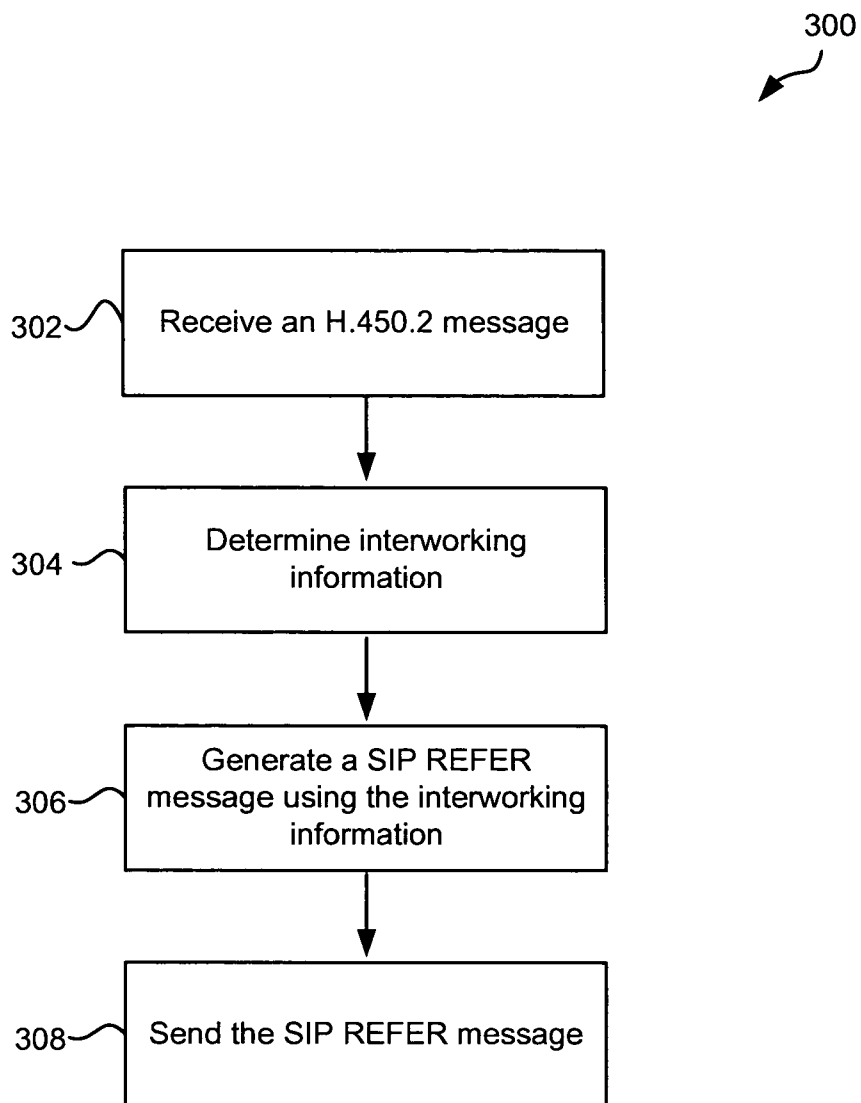 300
302
Receive an H.450.2 message
304
Determine interworking
information
306
Generate a SIP REFER
message using the interworking
information
308
Send the SIP REFER message